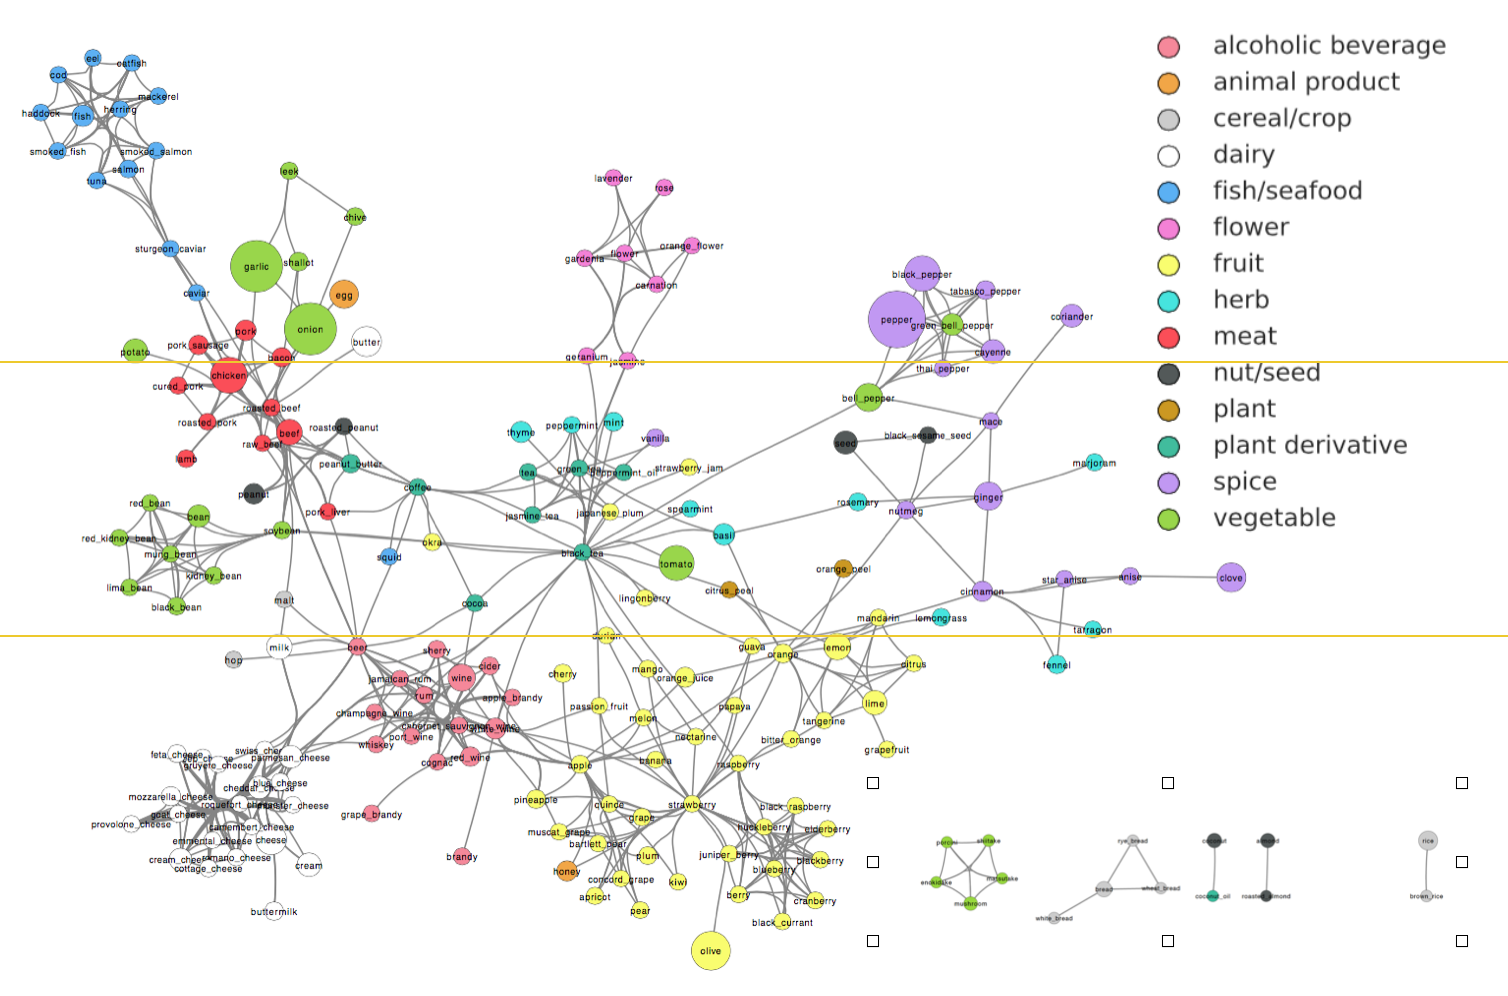 alcoholic beverage
animal product
cereal/crop
dairy
fish/seafood
flower
fruit
herb
meat
nut/seed
plant
plant derivative
spice
vegetable
eel
catfish
cod
mackerel
haddock
fish
herring
smoked_fish
smoked_salmon
salmon
tuna
sturgeon_caviar
caviar
leek
chive
garlic
shallot
egg
onion
butter
pork
pork_sausage
bacon
potato
chicken
cured_pork
roasted_beef
roasted_pork
beef
raw_beef
lamb
roasted_peanut
peanut_butter
peanut
pork_liver
coffee
lavender
rose
orange_flower
gardenia
flower
carnation
geranium
jasmine
black_pepper
tabasco_pepper
pepper
green_bell_pepper
coriander
cayenne
thai_pepper
bell_pepper
mace
seed
black_sesame_seed
marjoram
ginger
rosemary
nutmeg
thyme
peppermint
mint
vanilla
tea
green_tea
peppermint_oil
strawberry_jam
jasmine_tea
japanese_plum
spearmint
basil
black_tea
tomato
red_bean
bean
red_kidney_bean
mung_bean
soybean
kidney_bean
lima_bean
black_bean
squid
okra
malt
cocoa
lingonberry
citrus_peel
orange_peel
cinnamon
star_anise
anise
clove
tarragon
fennel
lemongrass
mandarin
milk
hop
beer
sherry
cider
wine
jamaican_rum
rum
apple_brandy
champagne_wine
cabernet_sauvignon_wine
white_wine
port_wine
whiskey
red_wine
cognac
grape_brandy
brandy
guava
orange
emon
citrus
cherry
mango
orange_juice
passion_fruit
melon
papaya
lime
tangerine
nectarine
bitter_orange
grapefruit
apple
banana
raspberry
pineapple
quince
strawberry
grape
muscat_grape
bartlett_pear
plum
honey
concord_grape
kiwi
apricot
pear
black_raspberry
huckleberry
elderberry
juniper_berry
blueberry
blackberry
berry
cranberry
black_currant
olive
feta_cheese
gruyere_cheese
parmesan_cheese
blue_cheese
mozzarella_cheese
goat_cheese
provolone_cheese
camembert_cheese
emmental_cheese
cheese
cottage_cheese
cream
buttermilk
porcini
shiitake
enokidake
matsutake
mushroom
rye_bread
bread
wheat_bread
white_bread
coconut
coconut_oil
almond
roasted_almond
rice
brown_rice